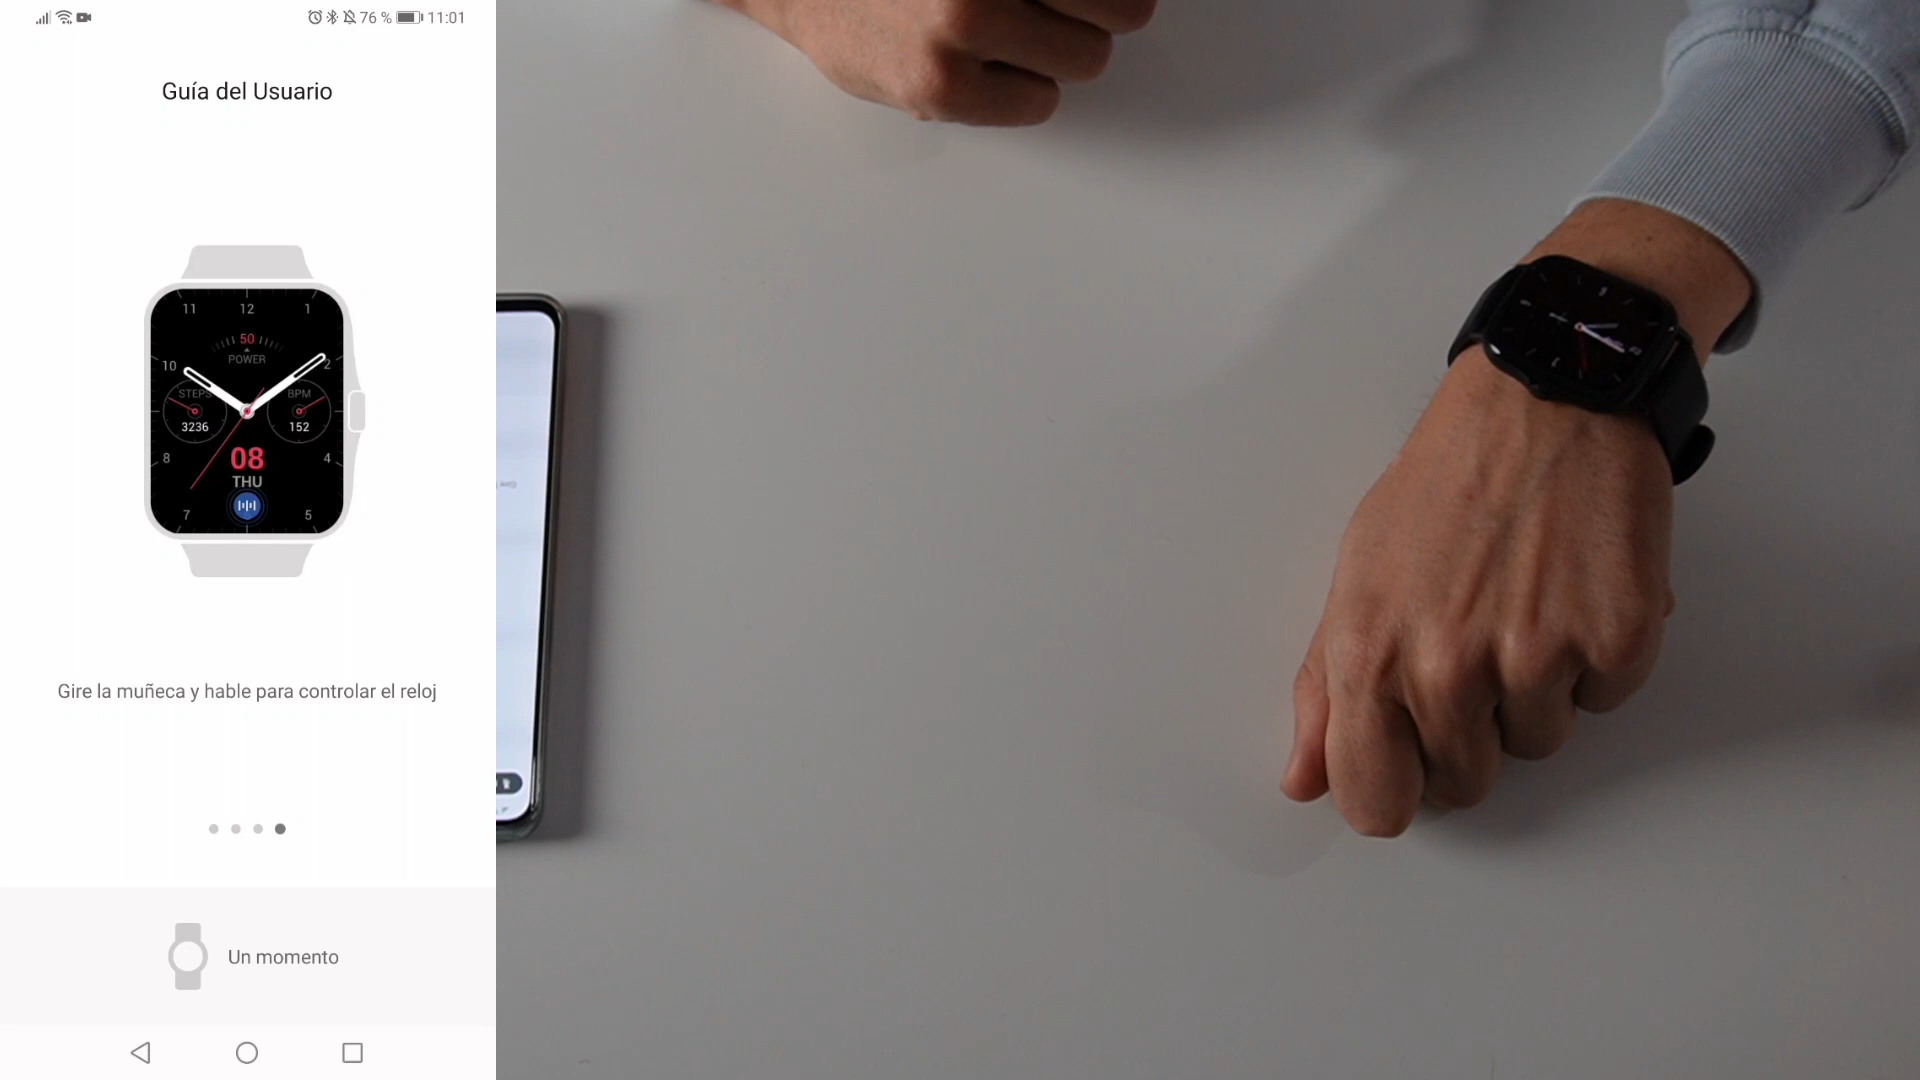 76 % 11:01
Guía del Usuario
11 12 1
50
POWER
10 2
STEPS BPM
3236 152
08
8 4
THU
7 5
Gire la muñeca y hable para controlar el reloj
Un momento